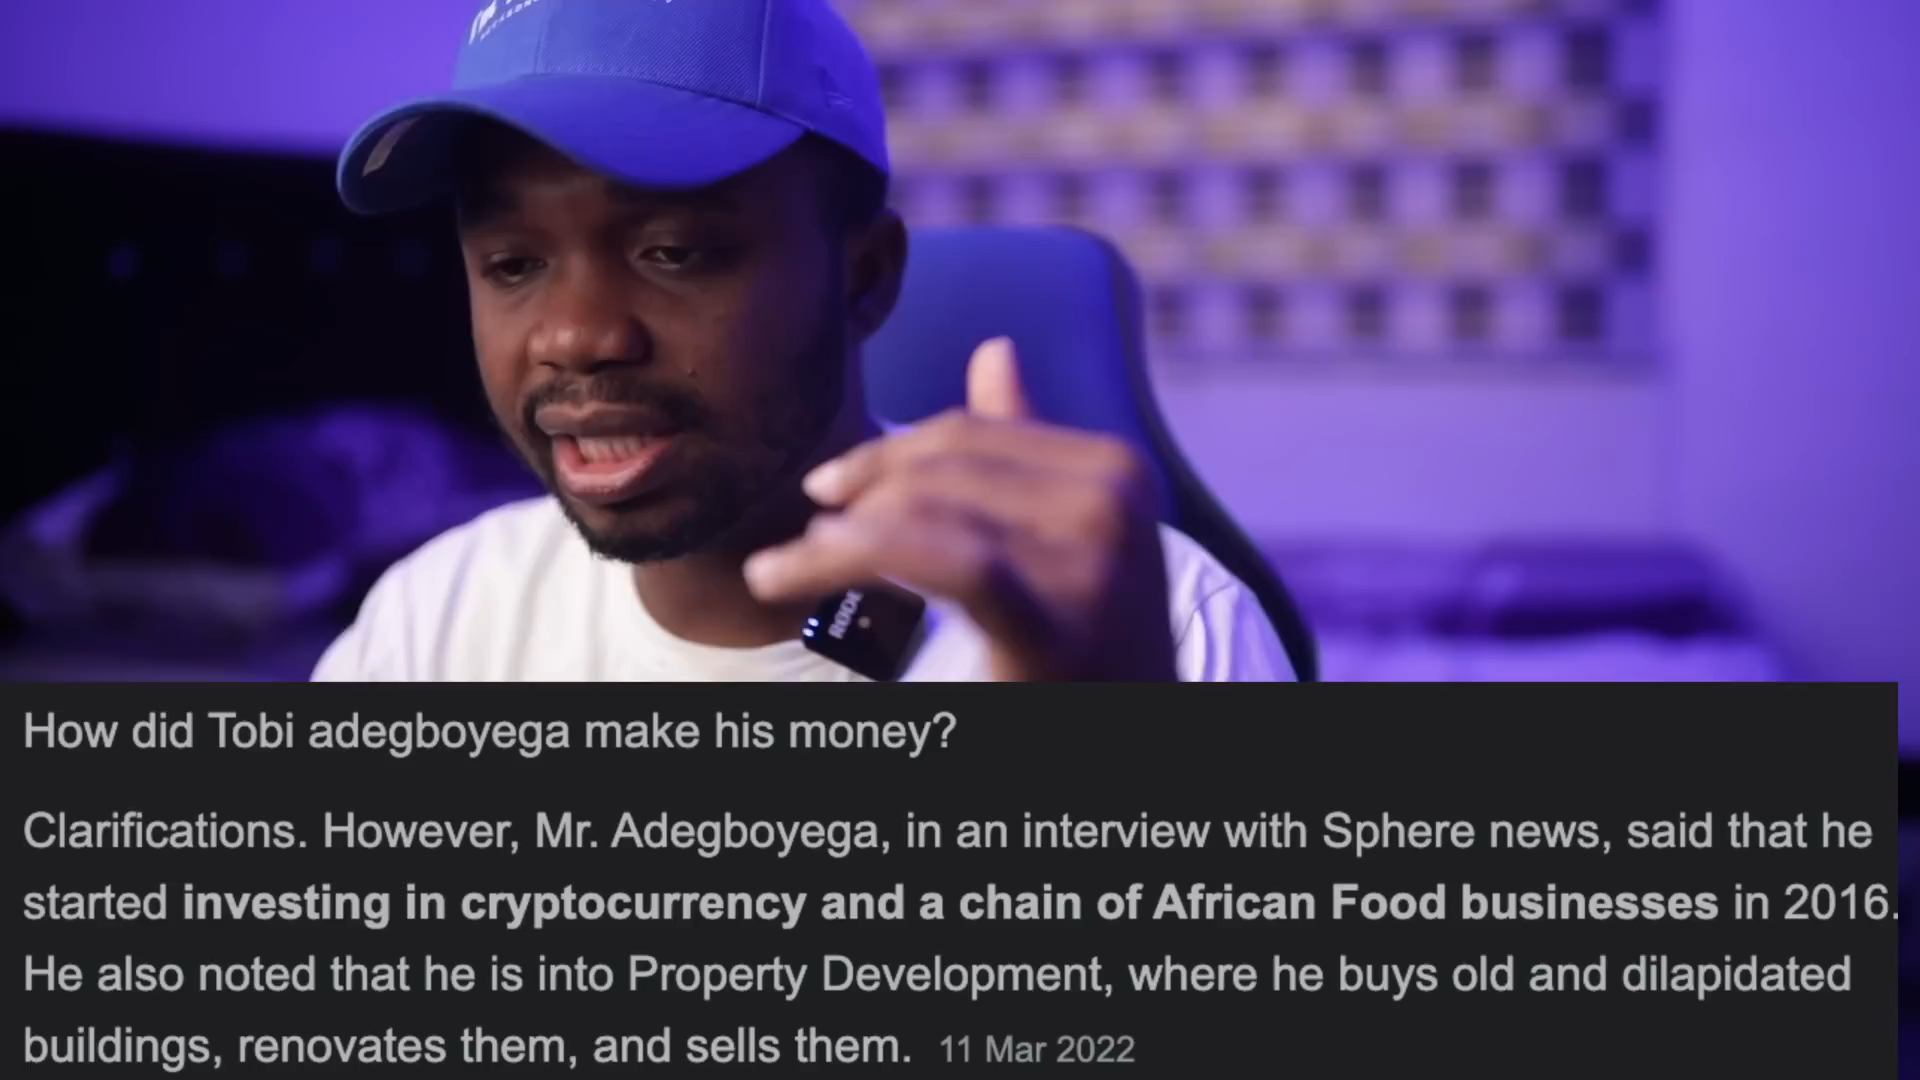 RODE
How did Tobi adegboyega make his money?
Clarifications. However, Mr. Adegboyega, in an interview with Sphere news, said that he
started investing in cryptocurrency and a chain of African Food businesses in 2016.
He also noted that he is into Property Development, where he buys old and dilapidated
buildings, renovates them, and sells them. 11 Mar 2022